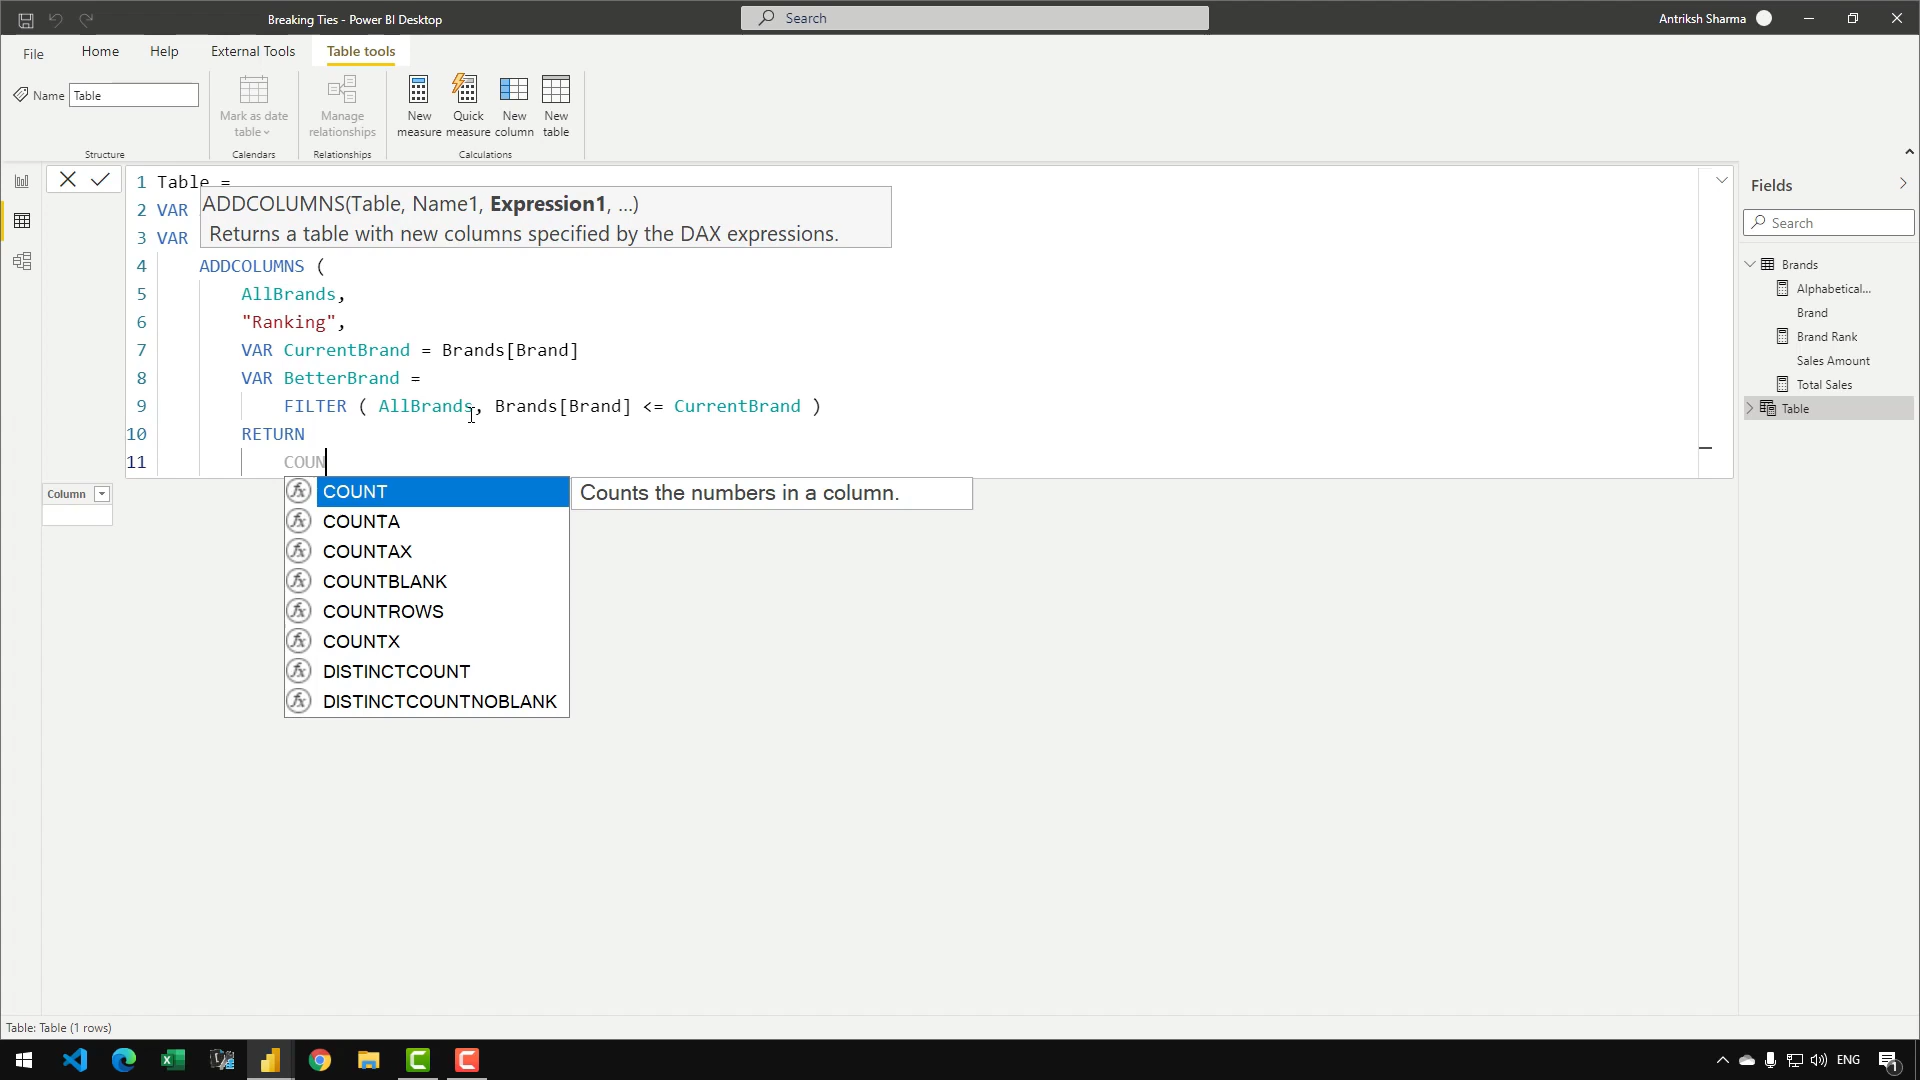 Breaking Ties - Power BI Desktop
Search
Antriksh Sharma
File
Home
Help
External Tools
Table tools
Name
Table
Mark as date
table
Manage
relationships
New
measure
Quick
measure
New
column
New
table
Structure
Calendars
Relationships
Calculations
1 Table =
2 VAR
3 VAR
ADDCOLUMNS(Table, Name1, Expression1, ...)
Returns a table with new columns specified by the DAX expressions.
4 ADDCOLUMNS (
5 AllBrands,
6 "Ranking",
7 VAR CurrentBrand = Brands[Brand]
8 VAR BetterBrand =
9 FILTER ( AllBrands, Brands[Brand] <= CurrentBrand )
10 RETURN
11 COUN
COUNT
Counts the numbers in a column.
COUNTA
COUNTAX
COUNTBLANK
COUNTROWS
COUNTX
DISTINCTCOUNT
DISTINCTCOUNTNOBLANK
Column
Fields
Search
Brands
Alphabetical...
Brand
Brand Rank
Sales Amount
Total Sales
Table
Table: Table (1 rows)
ENG
1